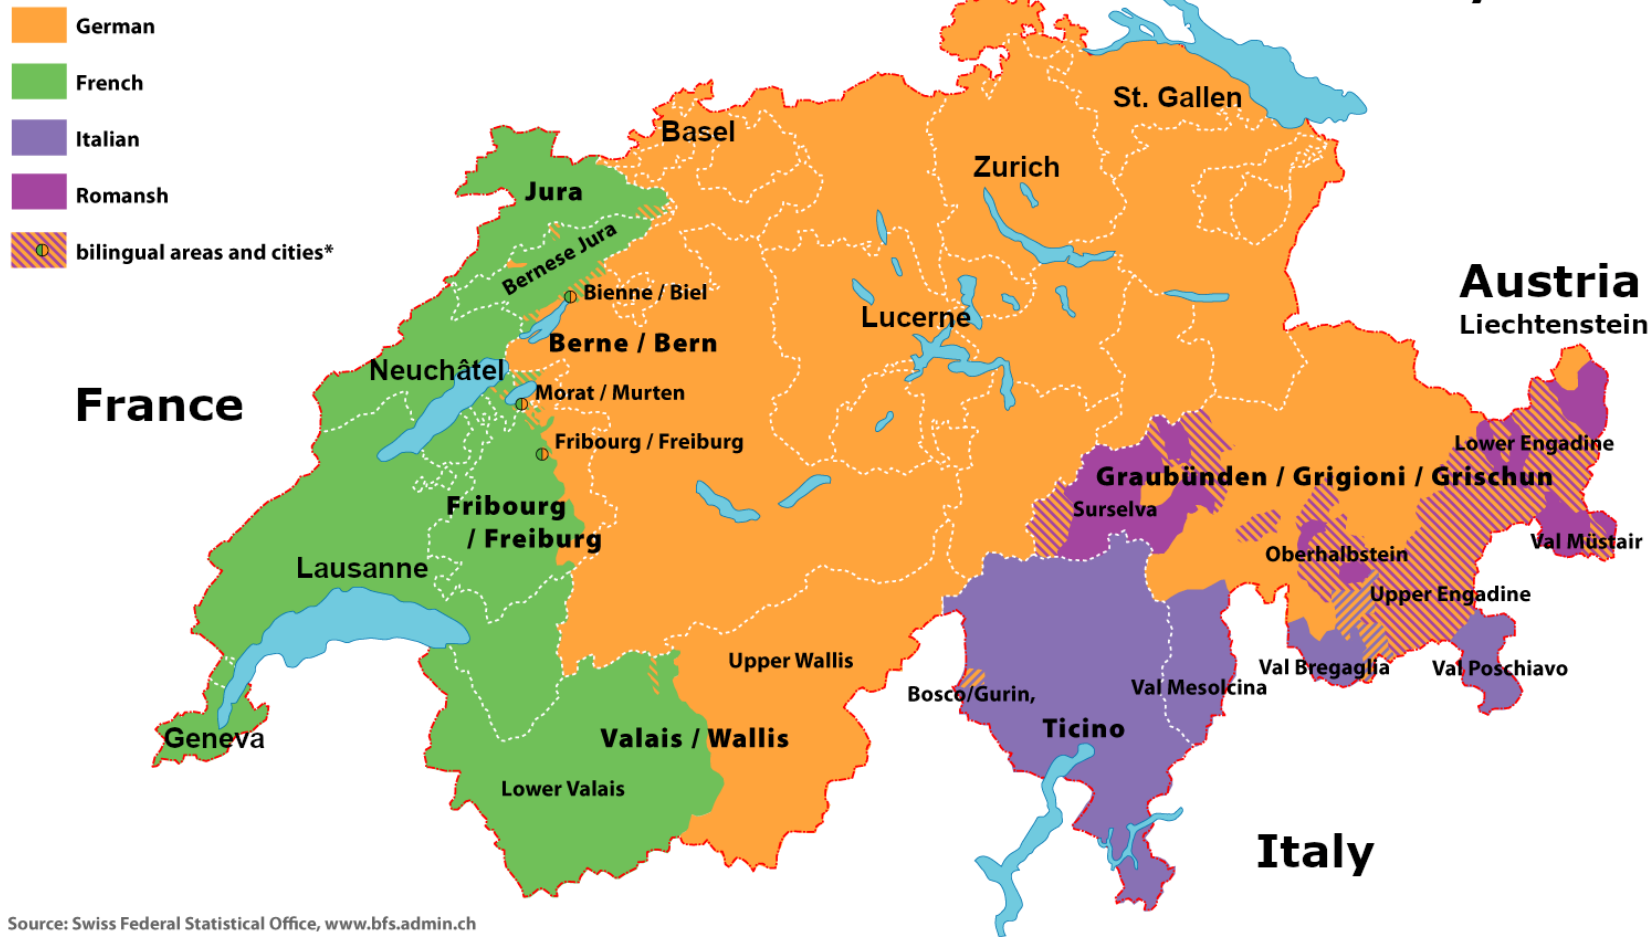 German
French
Italian
Romansh
bilingual areas and cities*
St. Gallen
Basel
Zurich
Jura
Bernese Jura
Bienne / Biel
Austria
Liechtenstein
Lucerne
Berne / Bern
Neuchâtel
France
Morat / Murten
Fribourg / Freiburg
Lower Engadine
Graubünden / Grigioni / Grischun
Surselva
Fribourg
/ Freiburg
Val Müstair
Oberhalbstein
Lausanne
Upper Engadine
Upper Wallis
Val Bregaglia
Val Poschiavo
Bosco/Gurin,
Val Mesolcina
Ticino
Geneva
Valais / Wallis
Lower Valais
Italy
Source: Swiss Federal Statistical Office, www.bfs.admin.ch